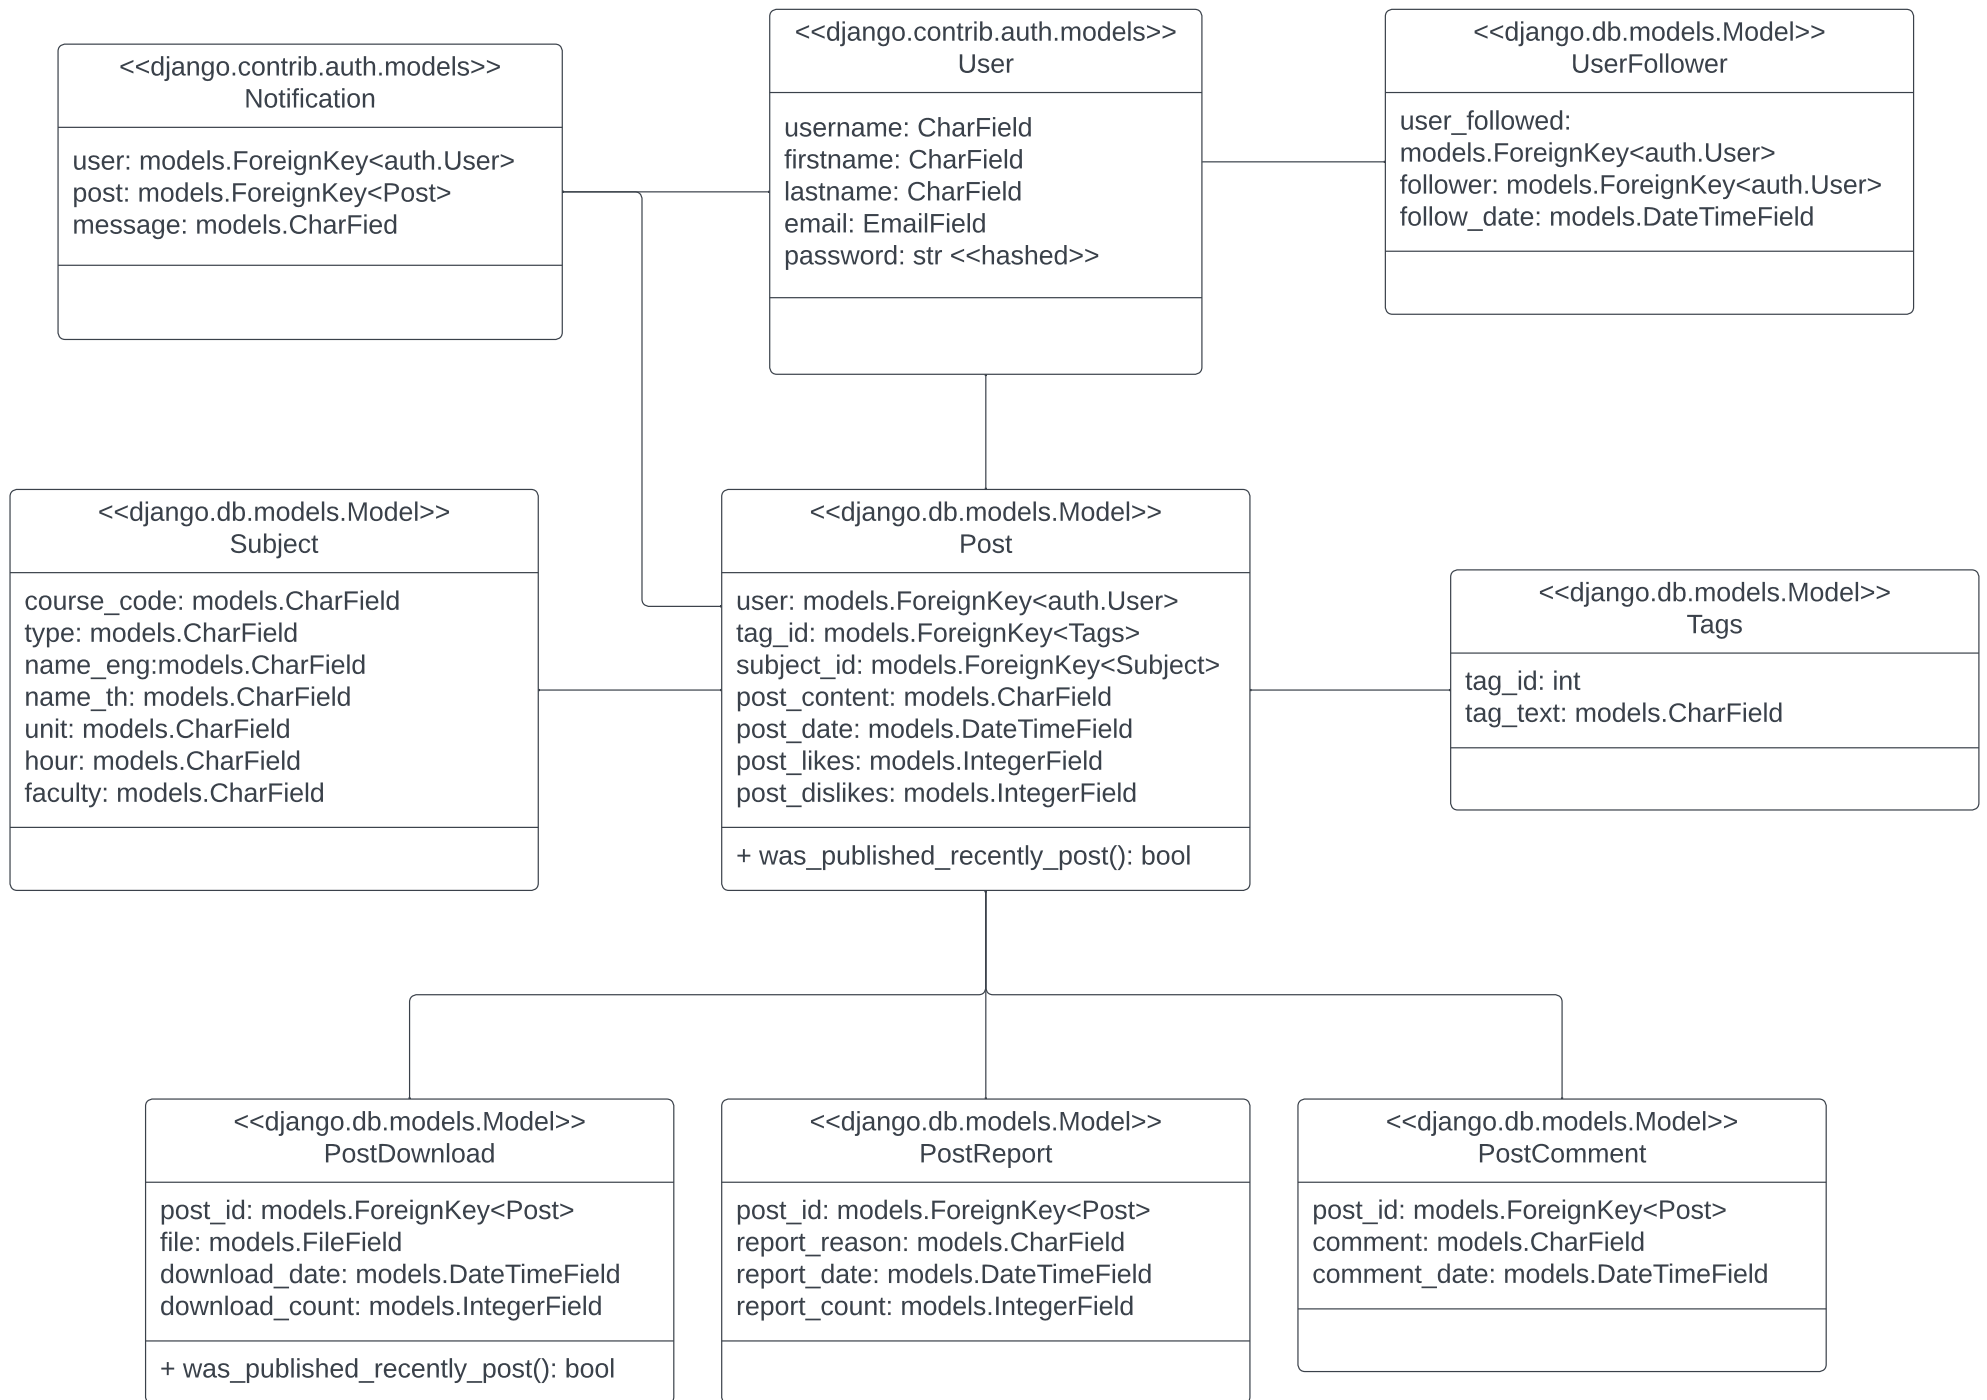 <<django.contrib.auth.models>>
Notification
user: models.ForeignKey<auth.User>
post: models.ForeignKey<Post>
message: models.CharFied
<<django.contrib.auth.models>>
User
username: CharField
firstname: CharField
lastname: CharField
email: EmailField
password: str <<hashed>>
<<django.db.models.Model>>
UserFollower
user_followed:
models.ForeignKey<auth.User>
follower: models.ForeignKey<auth.User>
follow_date: models.DateTimeField
<<django.db.models.Model>>
Subject
course_code: models.CharField
type: models.CharField
name_eng:models.CharField
name_th: models.CharField
unit: models.CharField
hour: models.CharField
faculty: models.CharField
<<django.db.models.Model>>
Post
user: models.ForeignKey<auth.User>
tag_id: models.ForeignKey<Tags>
subject_id: models.ForeignKey<Subject>
post_content: models.CharField
post_date: models.DateTimeField
post_likes: models.IntegerField
post_dislikes: models.IntegerField
+ was_published_recently_post(): bool
<<django.db.models.Model>>
Tags
tag_id: int
tag_text: models.CharField
<<django.db.models.Model>>
PostDownload
post_id: models.ForeignKey<Post>
file: models.FileField
download_date: models.DateTimeField
download_count: models.IntegerField
+ was_published_recently_post(): bool
<<django.db.models.Model>>
PostReport
post_id: models.ForeignKey<Post>
report_reason: models.CharField
report_date: models.DateTimeField
report_count: models.IntegerField
<<django.db.models.Model>>
PostComment
post_id: models.ForeignKey<Post>
comment: models.CharField
comment_date: models.DateTimeField